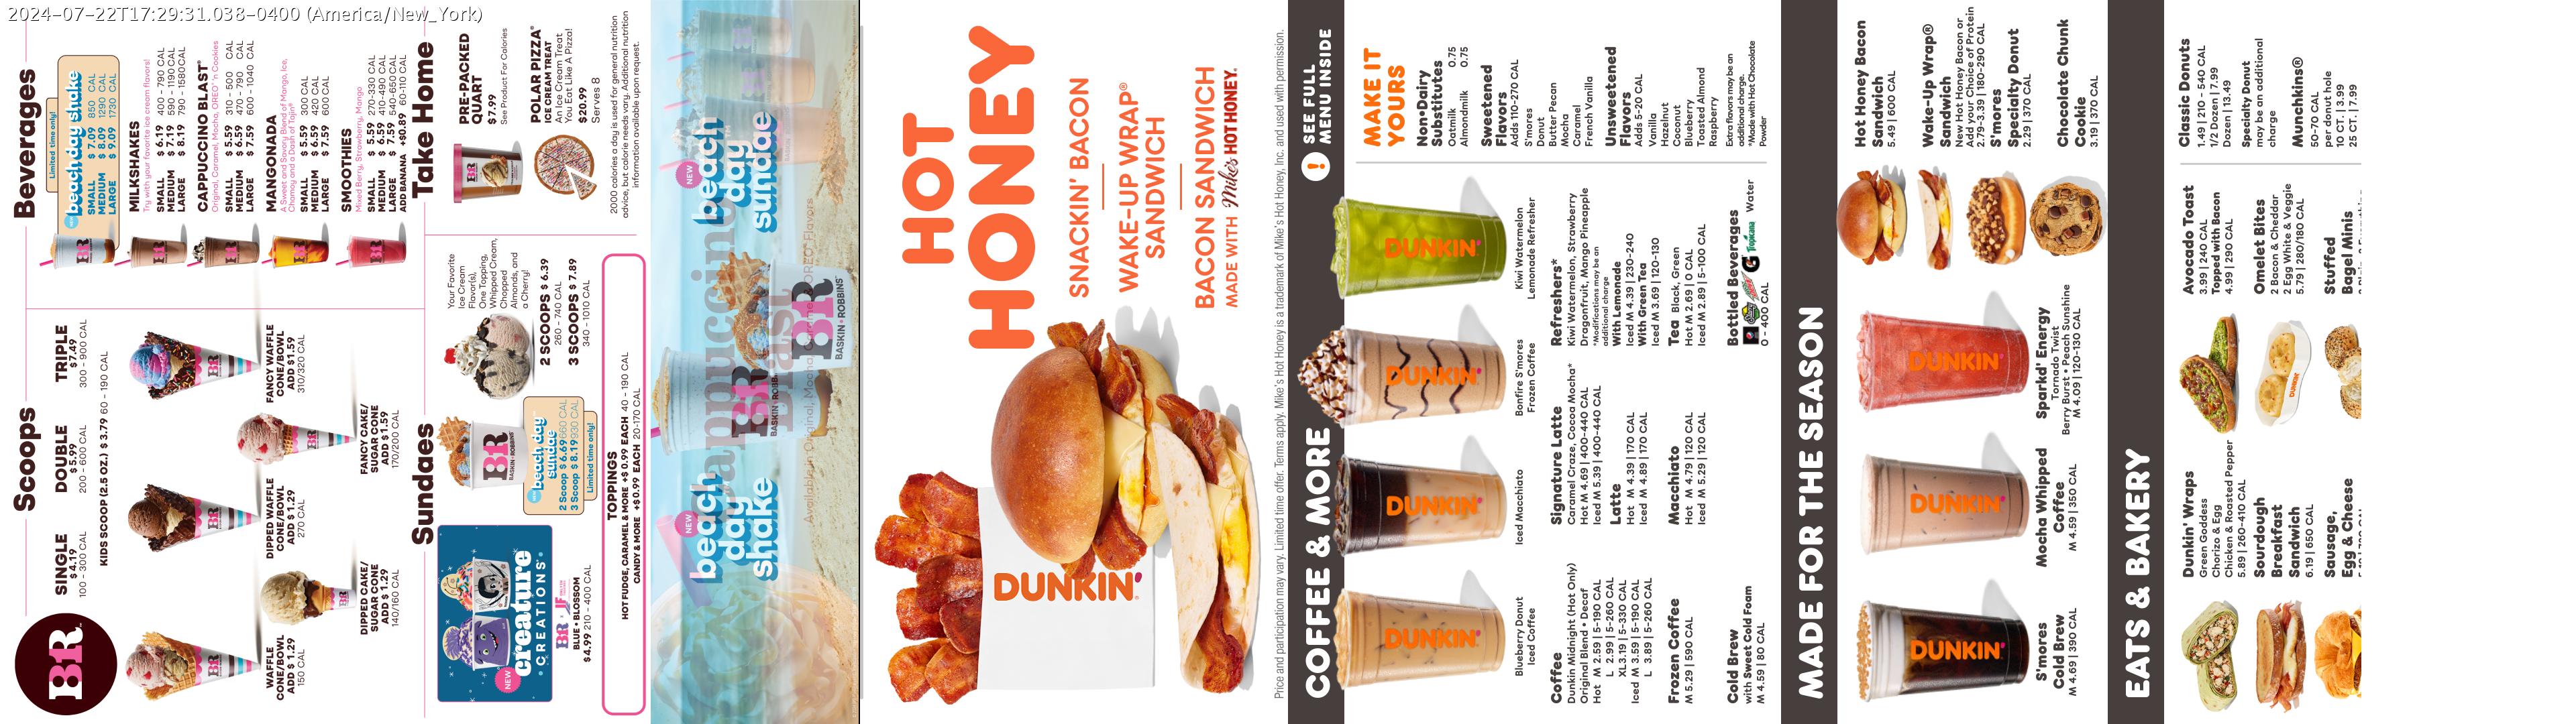 2024-07-22T17:29:31.038-0400 (America/New_York)
BR
Scoops
SINGLE
$ 4.19
100 - 300 CAL
DOUBLE
$ 5.99
200 - 600 CAL
TRIPLE
$7.49
300 - 900 CAL
KIDS SCOOP (2.5 OZ.) $ 3.79 60 - 190 CAL
WAFFLE
CONE/BOWL
ADD $ 1.29
150 CAL
DIPPED CAKE/
SUGAR CONE
ADD $ 1.29
140/160 CAL
DIPPED WAFFLE
CONE/BOWL
ADD $ 1.29
270 CAL
FANCY CAKE/
SUGAR CONE
ADD $1.59
170/200 CAL
FANCY WAFFLE
CONE/BOWL
ADD $1.59
310/320 CAL
Beverages
Limited time only!
beach day shake
SMALL $ 7.09 850 CAL
MEDIUM $ 8.09 1290 CAL
LARGE $ 9.09 1730 CAL
MILKSHAKES
Try with your favorite ice cream flavors!
SMALL $ 6.19 400 - 790 CAL
MEDIUM $ 7.19 590 - 1190 CAL
LARGE $ 8.19 790 - 1580 CAL
CAPPUCCINO BLAST®
Original, Caramel, Mocha, OREO® 'n Cookies
SMALL $ 5.59 310 - 500 CAL
MEDIUM $ 6.59 470 - 790 CAL
LARGE $ 7.59 600 - 1040 CAL
MANGONADA
A Sweet and Savory Blend of Mango, Ice,
Chamoy and a Dash of Tajin®
SMALL $ 5.59 300 CAL
MEDIUM $ 6.59 420 CAL
LARGE $ 7.59 600 CAL
SMOOTHIES
Mixed Berry, Strawberry, Mango
SMALL $ 5.59 270-330 CAL
MEDIUM $ 6.59 410-490 CAL
LARGE $ 7.59 540-650 CAL
ADD BANANA +$0.89 60-110 CAL
Sundaes
NEW
creature
CREATIONS®
BR
BLUE • BLOSSOM
$4.99 210 - 400 CAL
BR
BASKIN·ROBBINS
beach day
sundae
2 Scoop $ 6.69 660 CAL
3 Scoop $ 8.19 930 CAL
Limited time only!
Your Favorite
Ice Cream
Flavor(s),
One Topping,
Whipped Cream,
Chopped
Almonds, and
a Cherry!
2 SCOOPS $ 6.39
260 - 740 CAL
3 SCOOPS $ 7.89
340 - 1010 CAL
TOPPINGS
HOT FUDGE, CARAMEL & MORE +$ 0.99 EACH 40 - 190 CAL
CANDY & MORE +$0.99 EACH 20-170 CAL
Take Home
PRE-PACKED
QUART
$7.99
See Product For Calories
POLAR PIZZA®
ICE CREAM TREAT
An Ice Cream Treat
You Eat Like A Pizza!
$20.99
Serves 8
2000 calories a day is used for general nutrition
advice, but calorie needs vary. Additional nutrition
information available upon request.
NEW
beach
day
shake
NEW
beach
day
sundae
cappuccino
blast
BR
BASKIN·ROBBINS
DUNKIN'
HOT
HONEY
SNACKIN' BACON
WAKE-UP WRAP®
SANDWICH
BACON SANDWICH
MADE WITH Mike's HOT HONEY.
Price and participation may vary. Limited time offer. Terms apply. Mike's Hot Honey is a trademark of Mike's Hot Honey, Inc. and used with permission.
COFFEE & MORE
! SEE FULL
MENU INSIDE
DUNKIN'
DUNKIN'
DUNKIN'
DUNKIN'
Blueberry Donut
Iced Coffee
Iced Macchiato
Bonfire S'mores
Frozen Coffee
Kiwi Watermelon
Lemonade Refresher
Coffee
Dunkin Midnight (Hot Only)
Original Blend • Decaf
Hot M 2.59 | 5-190 CAL
L 2.99 | 5-260 CAL
XL 3.19 | 5-330 CAL
Iced M 3.59 | 5-190 CAL
L 3.89 | 5-260 CAL
Frozen Coffee
M 5.29 | 590 CAL
Cold Brew
with Sweet Cold Foam
M 4.59 | 80 CAL
Signature Latte
Caramel Craze, Cocoa Mocha*
Hot M 4.69 | 400-440 CAL
Iced M 5.39 | 400-440 CAL
Latte
Hot M 4.39 | 170 CAL
Iced M 4.89 | 170 CAL
Macchiato
Hot M 4.79 | 120 CAL
Iced M 5.29 | 120 CAL
Refreshers*
Kiwi Watermelon, Strawberry
Dragonfruit, Mango Pineapple
*Modifications may be an
additional charge
With Lemonade
Iced M 4.39 | 230-240
With Green Tea
Iced M 3.69 | 120-130
Tea Black, Green
Hot M 2.69 | 0 CAL
Iced M 2.89 | 5-100 CAL
Bottled Beverages
Tropicana Water
0 - 400 CAL
MAKE IT
YOURS
Non•Dairy
Substitutes
Oatmilk 0.75
Almondmilk 0.75
Sweetened
Flavors
Adds 110-270 CAL
S'mores
Donut
Butter Pecan
Mocha
Caramel
French Vanilla
Unsweetened
Flavors
Adds 5-20 CAL
Vanilla
Hazelnut
Coconut
Blueberry
Toasted Almond
Raspberry
Extra flavors may be an
additional charge.
*Made with Hot Chocolate
Powder
MADE FOR THE SEASON
DUNKIN'
DUNKIN'
DUNKIN'
S'mores
Cold Brew
M 4.69 | 390 CAL
Mocha Whipped
Coffee
M 4.59 | 350 CAL
Sparkd' Energy
Tornado Twist
Berry Burst • Peach Sunshine
M 4.09 | 120-130 CAL
Hot Honey Bacon
Sandwich
5.49 | 600 CAL
Wake-Up Wrap®
Sandwich
New Hot Honey Bacon or
Add your Choice of Protein
2.79-3.39 | 180-290 CAL
S'mores
Specialty Donut
2.29 | 370 CAL
Chocolate Chunk
Cookie
3.19 | 370 CAL
EATS & BAKERY
Dunkin' Wraps
Green Goddess
Chorizo & Egg
Chicken & Roasted Pepper
5.89 | 260-410 CAL
Sourdough
Breakfast
Sandwich
6.19 | 650 CAL
Sausage,
Egg & Cheese
Avocado Toast
3.99 | 240 CAL
Topped with Bacon
4.99 | 290 CAL
Omelet Bites
2 Bacon & Cheddar
2 Egg White & Veggie
5.79 | 280/180 CAL
Stuffed
Bagel Minis
Classic Donuts
1.49 | 210 - 540 CAL
1/2 Dozen | 7.99
Dozen | 13.49
Specialty Donut
may be an additional
charge
Munchkins®
50-70 CAL
per donut hole
10 CT. | 3.99
25 CT. | 7.99